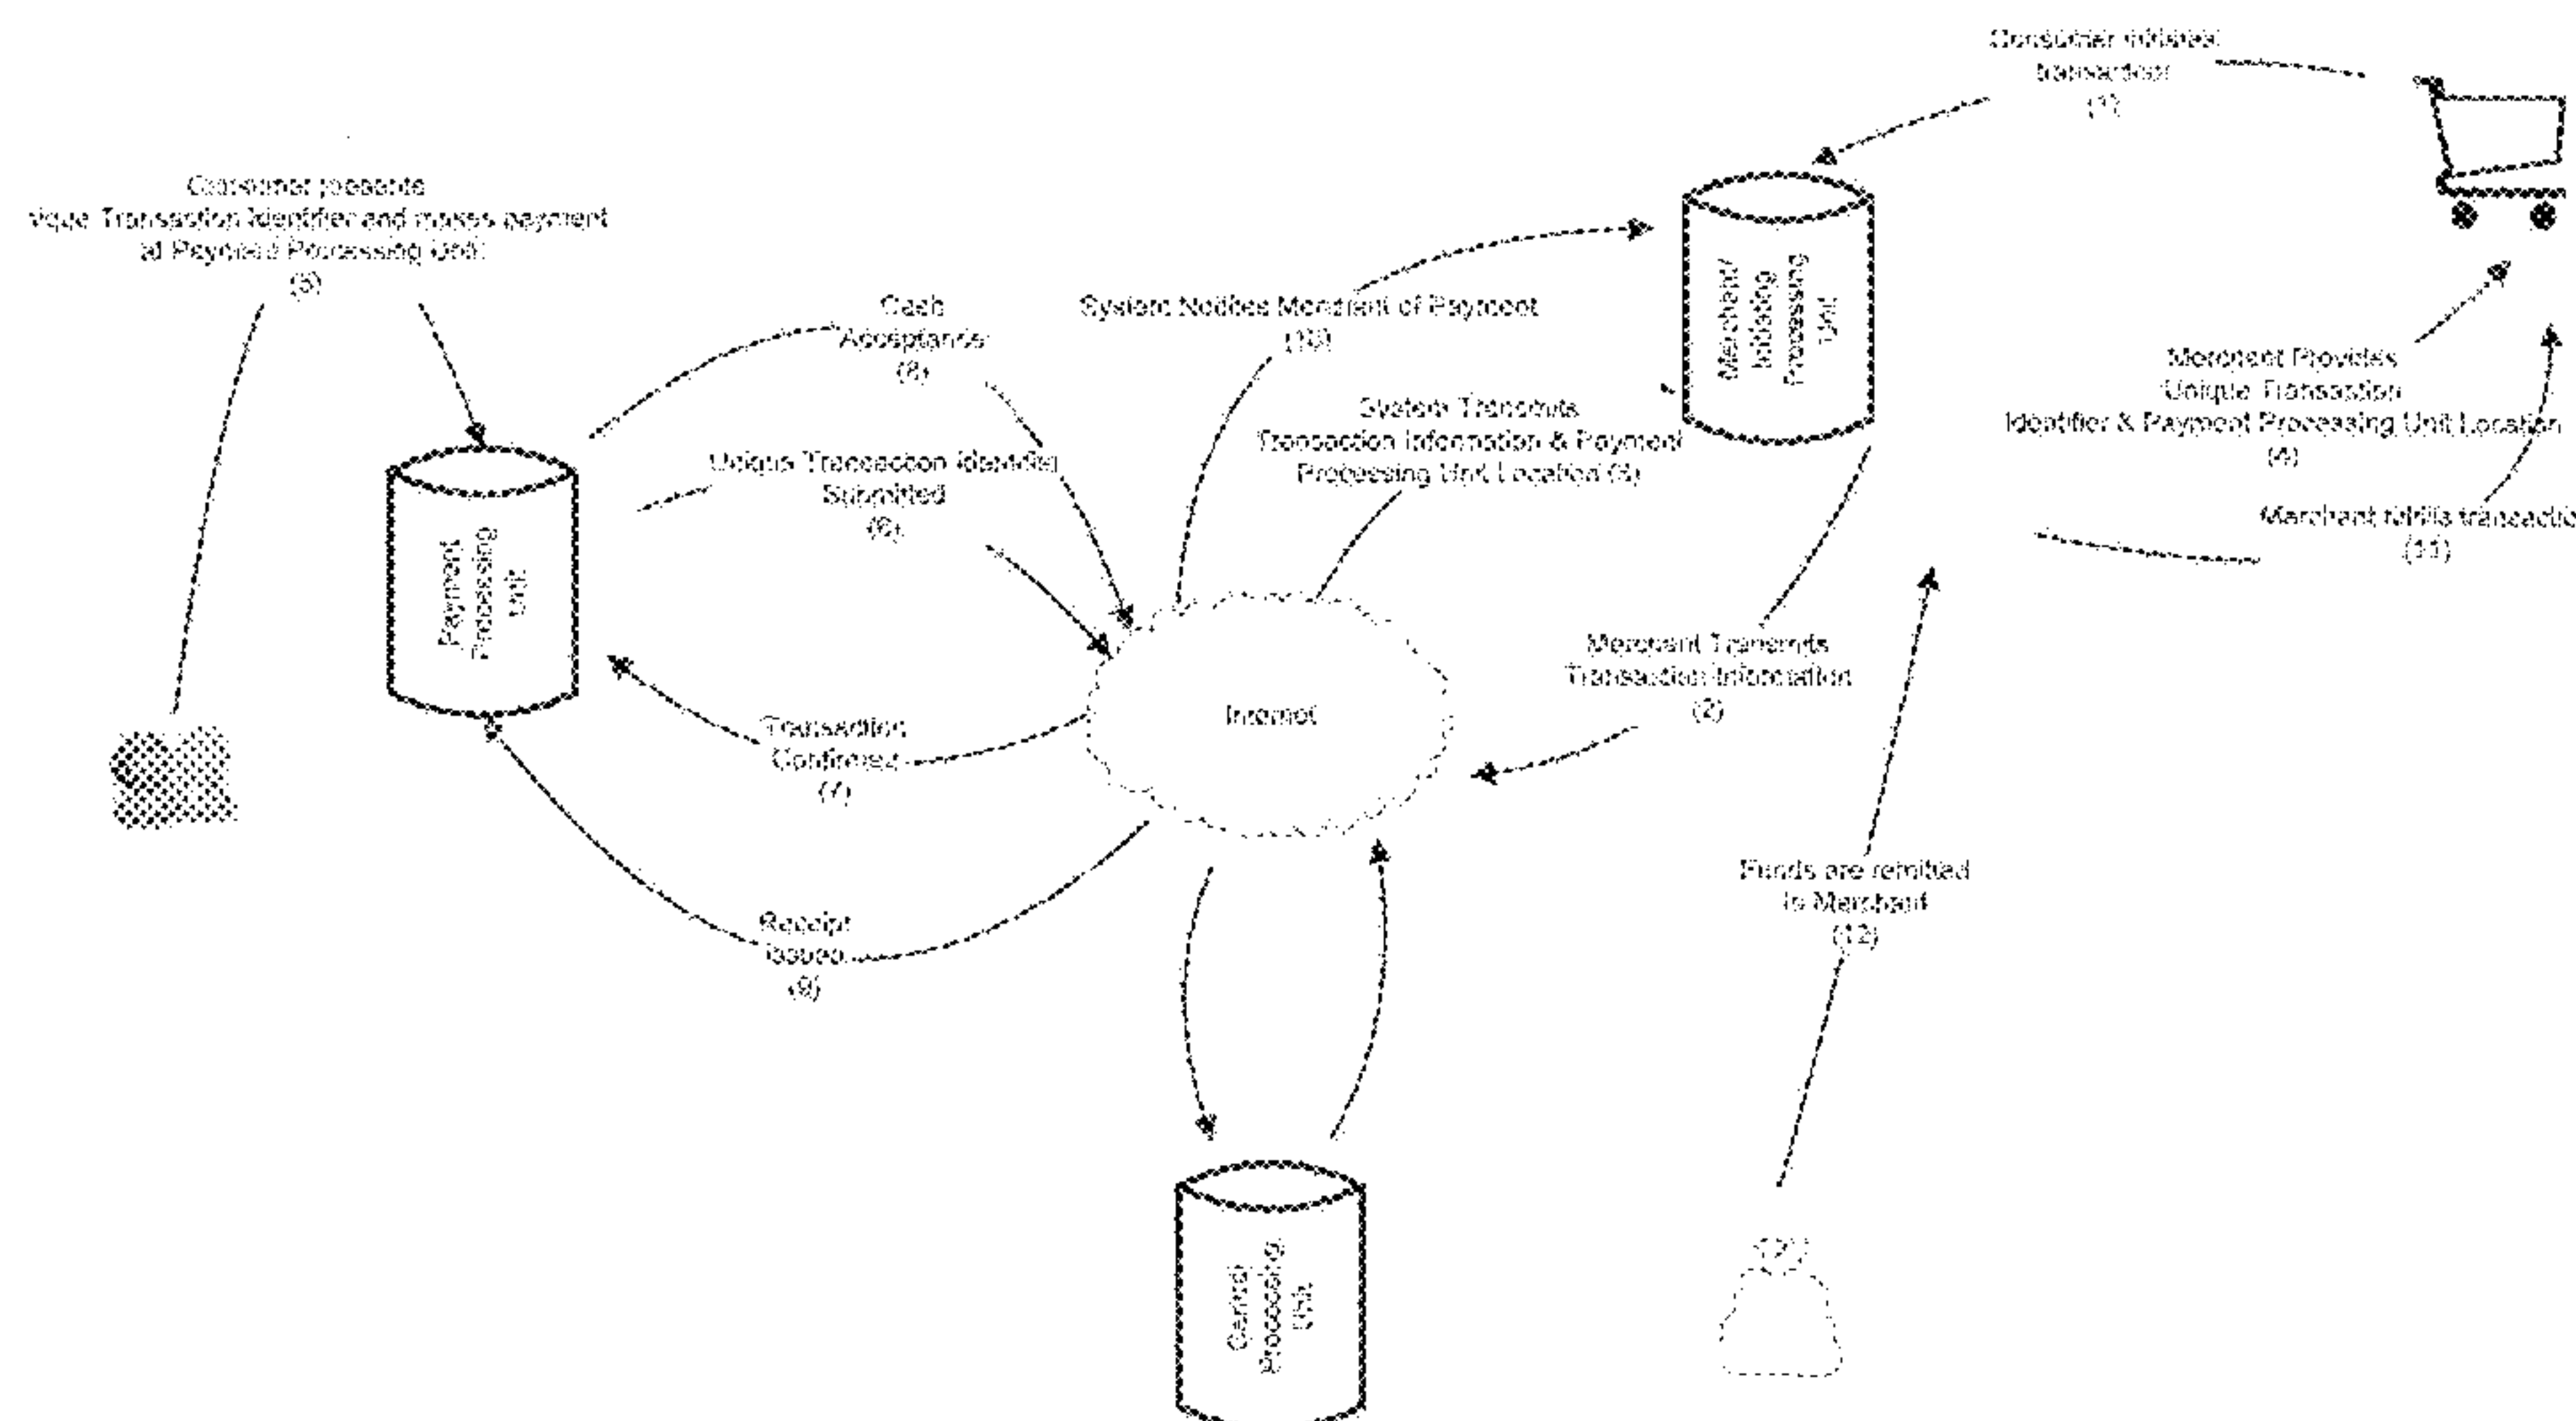 Consumer initiates
transaction
(1)
Consumer presents
nique Transaction Identifier and makes payment
at Payment Processing Unit
(5)
Cash
Acceptance
(8)
System Notifies Merchant of Payment
(10)
Merchant/
Initiating
Processing
Unit
Merchant Provides
Unique Transaction
Identifier & Payment Processing Unit Location
(4)
System Transmits
Transaction Information & Payment
Processing Unit Location (3)
Unique Transaction Identifier
Submitted
(6)
Merchant fulfills transactio
(11)
Payment
Processing
Unit
Merchant Transmits
Transaction Information
(2)
Internet
Transaction
Confirmed
(7)
Funds are remitted
to Merchant
(12)
Receipt
Issued
(9)
Central
Processing
Unit